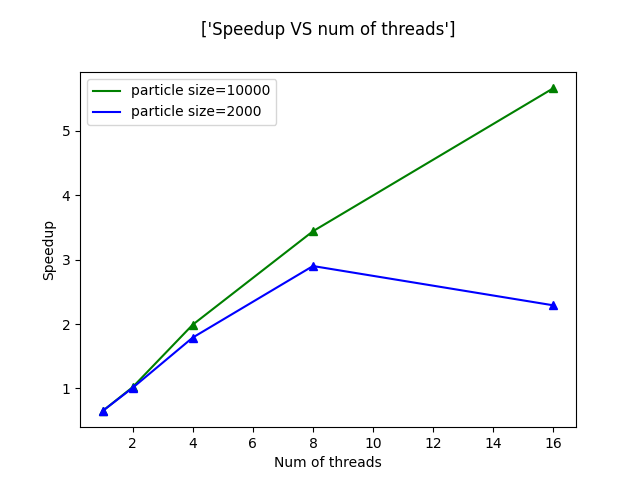 ['Speedup VS num of threads']
particle size=10000
particle size=2000
5
4
3
2
1
Speedup
2 4 6 8 10 12 14 16
Num of threads